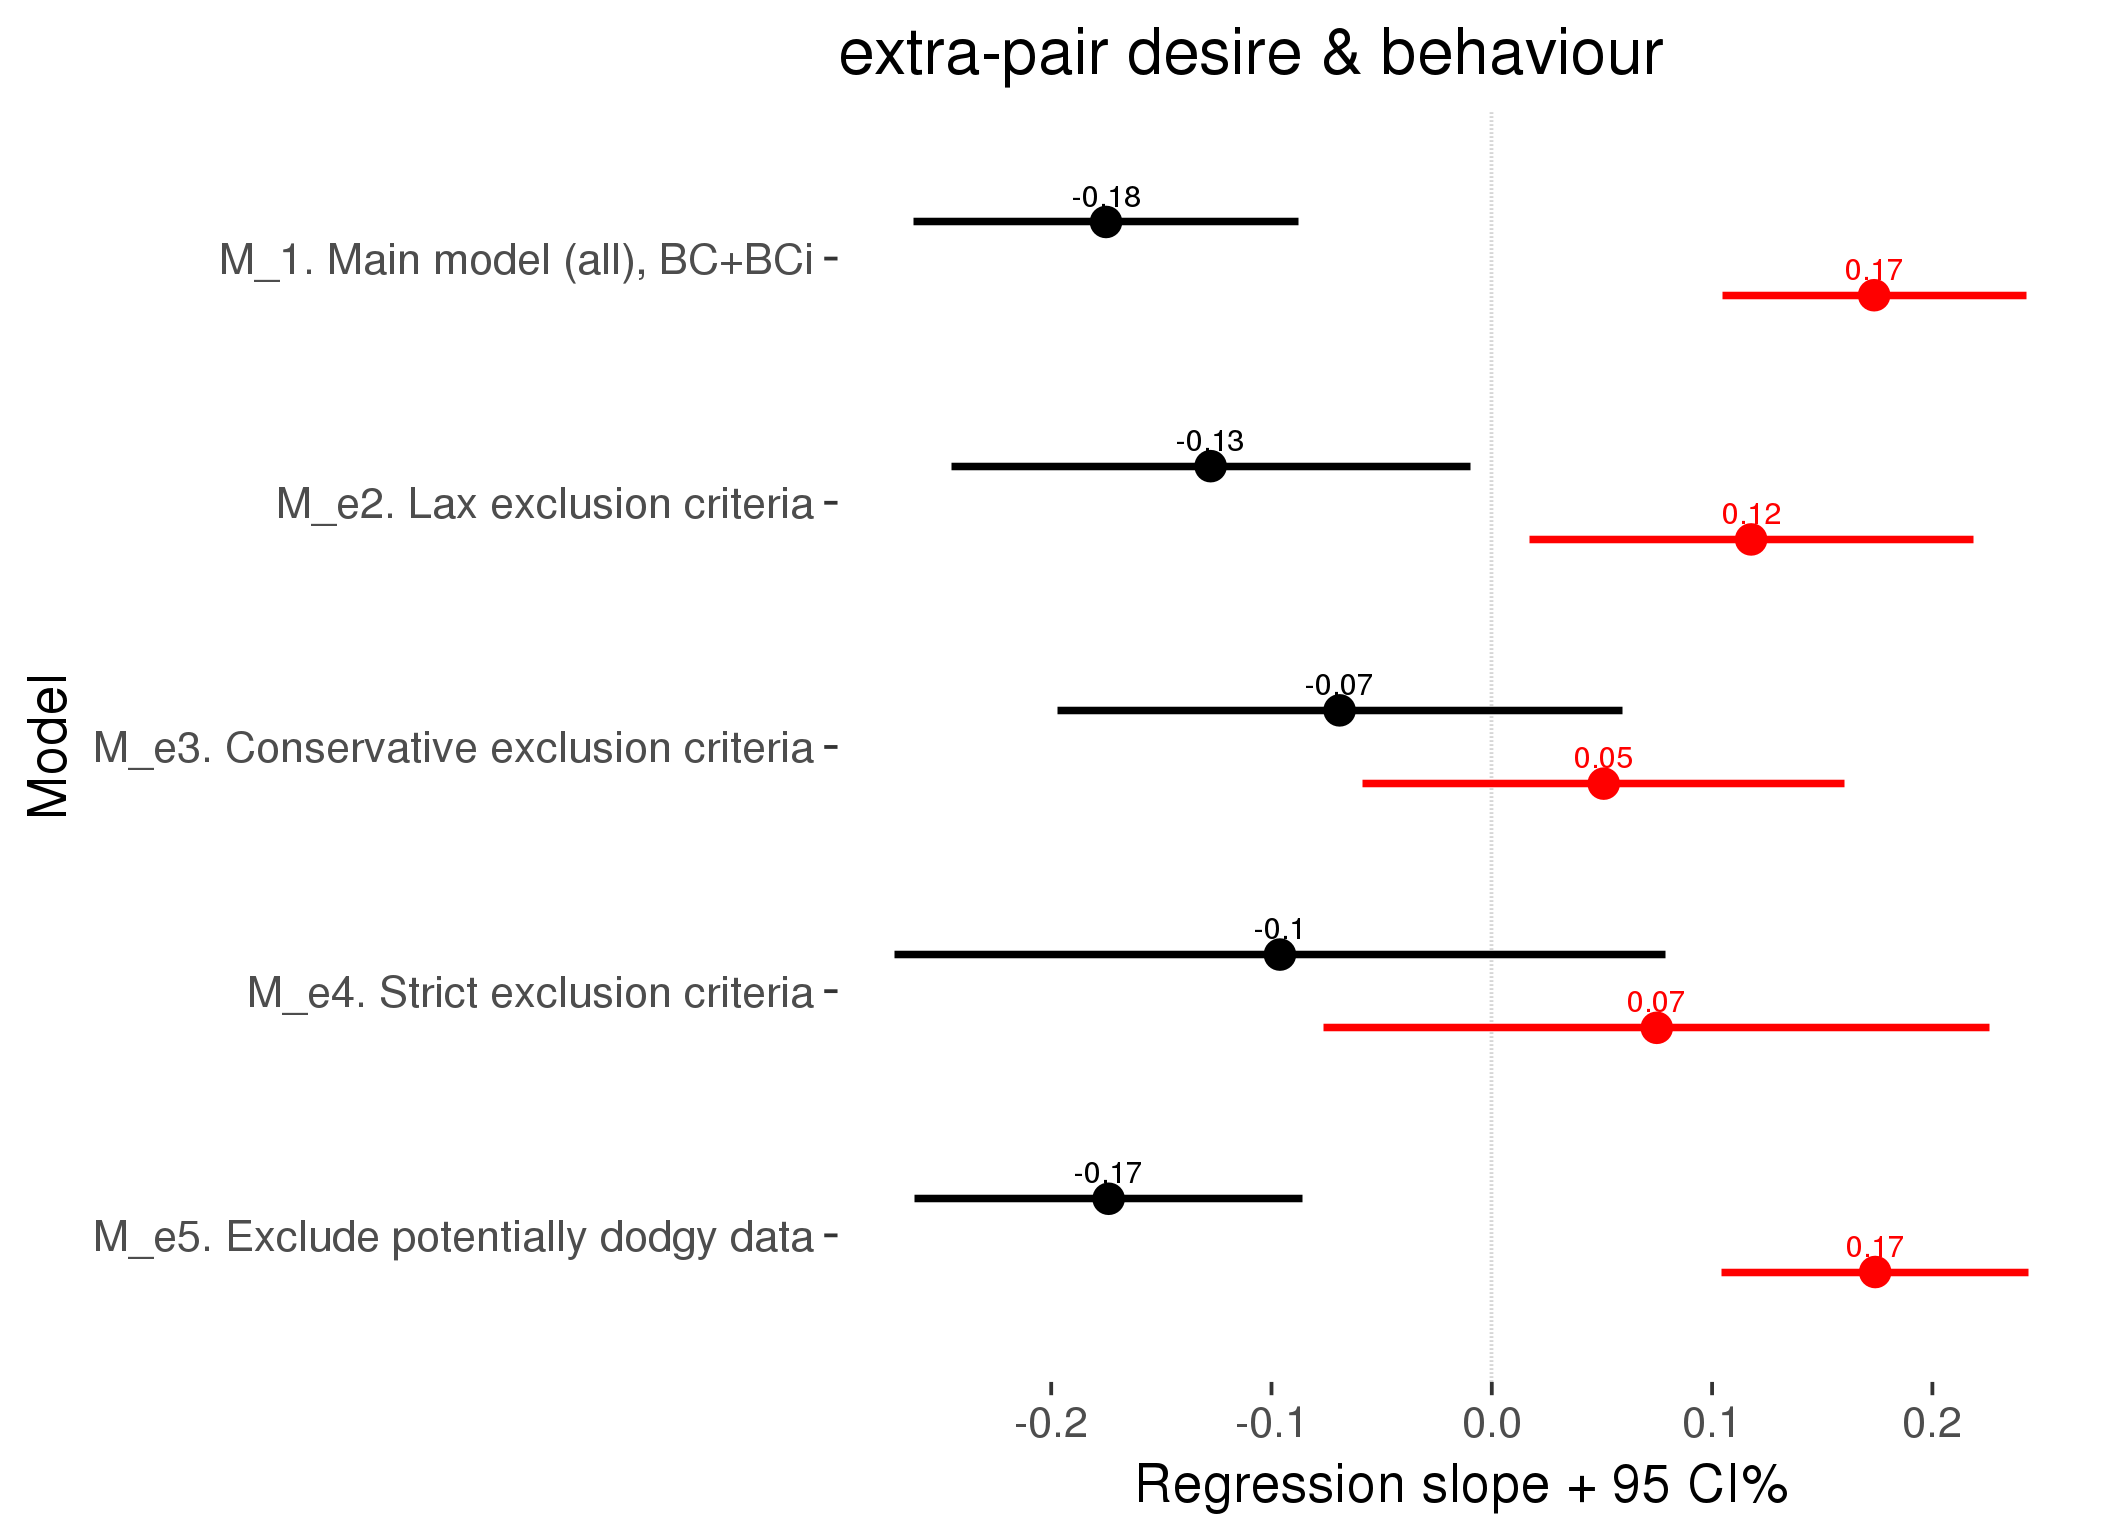 extra-pair desire & behaviour
-0.18
M_1. Main model (all), BC+BCi
0.17
-0.13
M_e2. Lax exclusion criteria
0.12
-0.07
M_e3. Conservative exclusion criteria
0.05
-0.1
M_e4. Strict exclusion criteria
0.07
-0.17
M_e5. Exclude potentially dodgy data
0.17
Model
-0.2 -0.1 0.0 0.1 0.2
Regression slope + 95 CI%